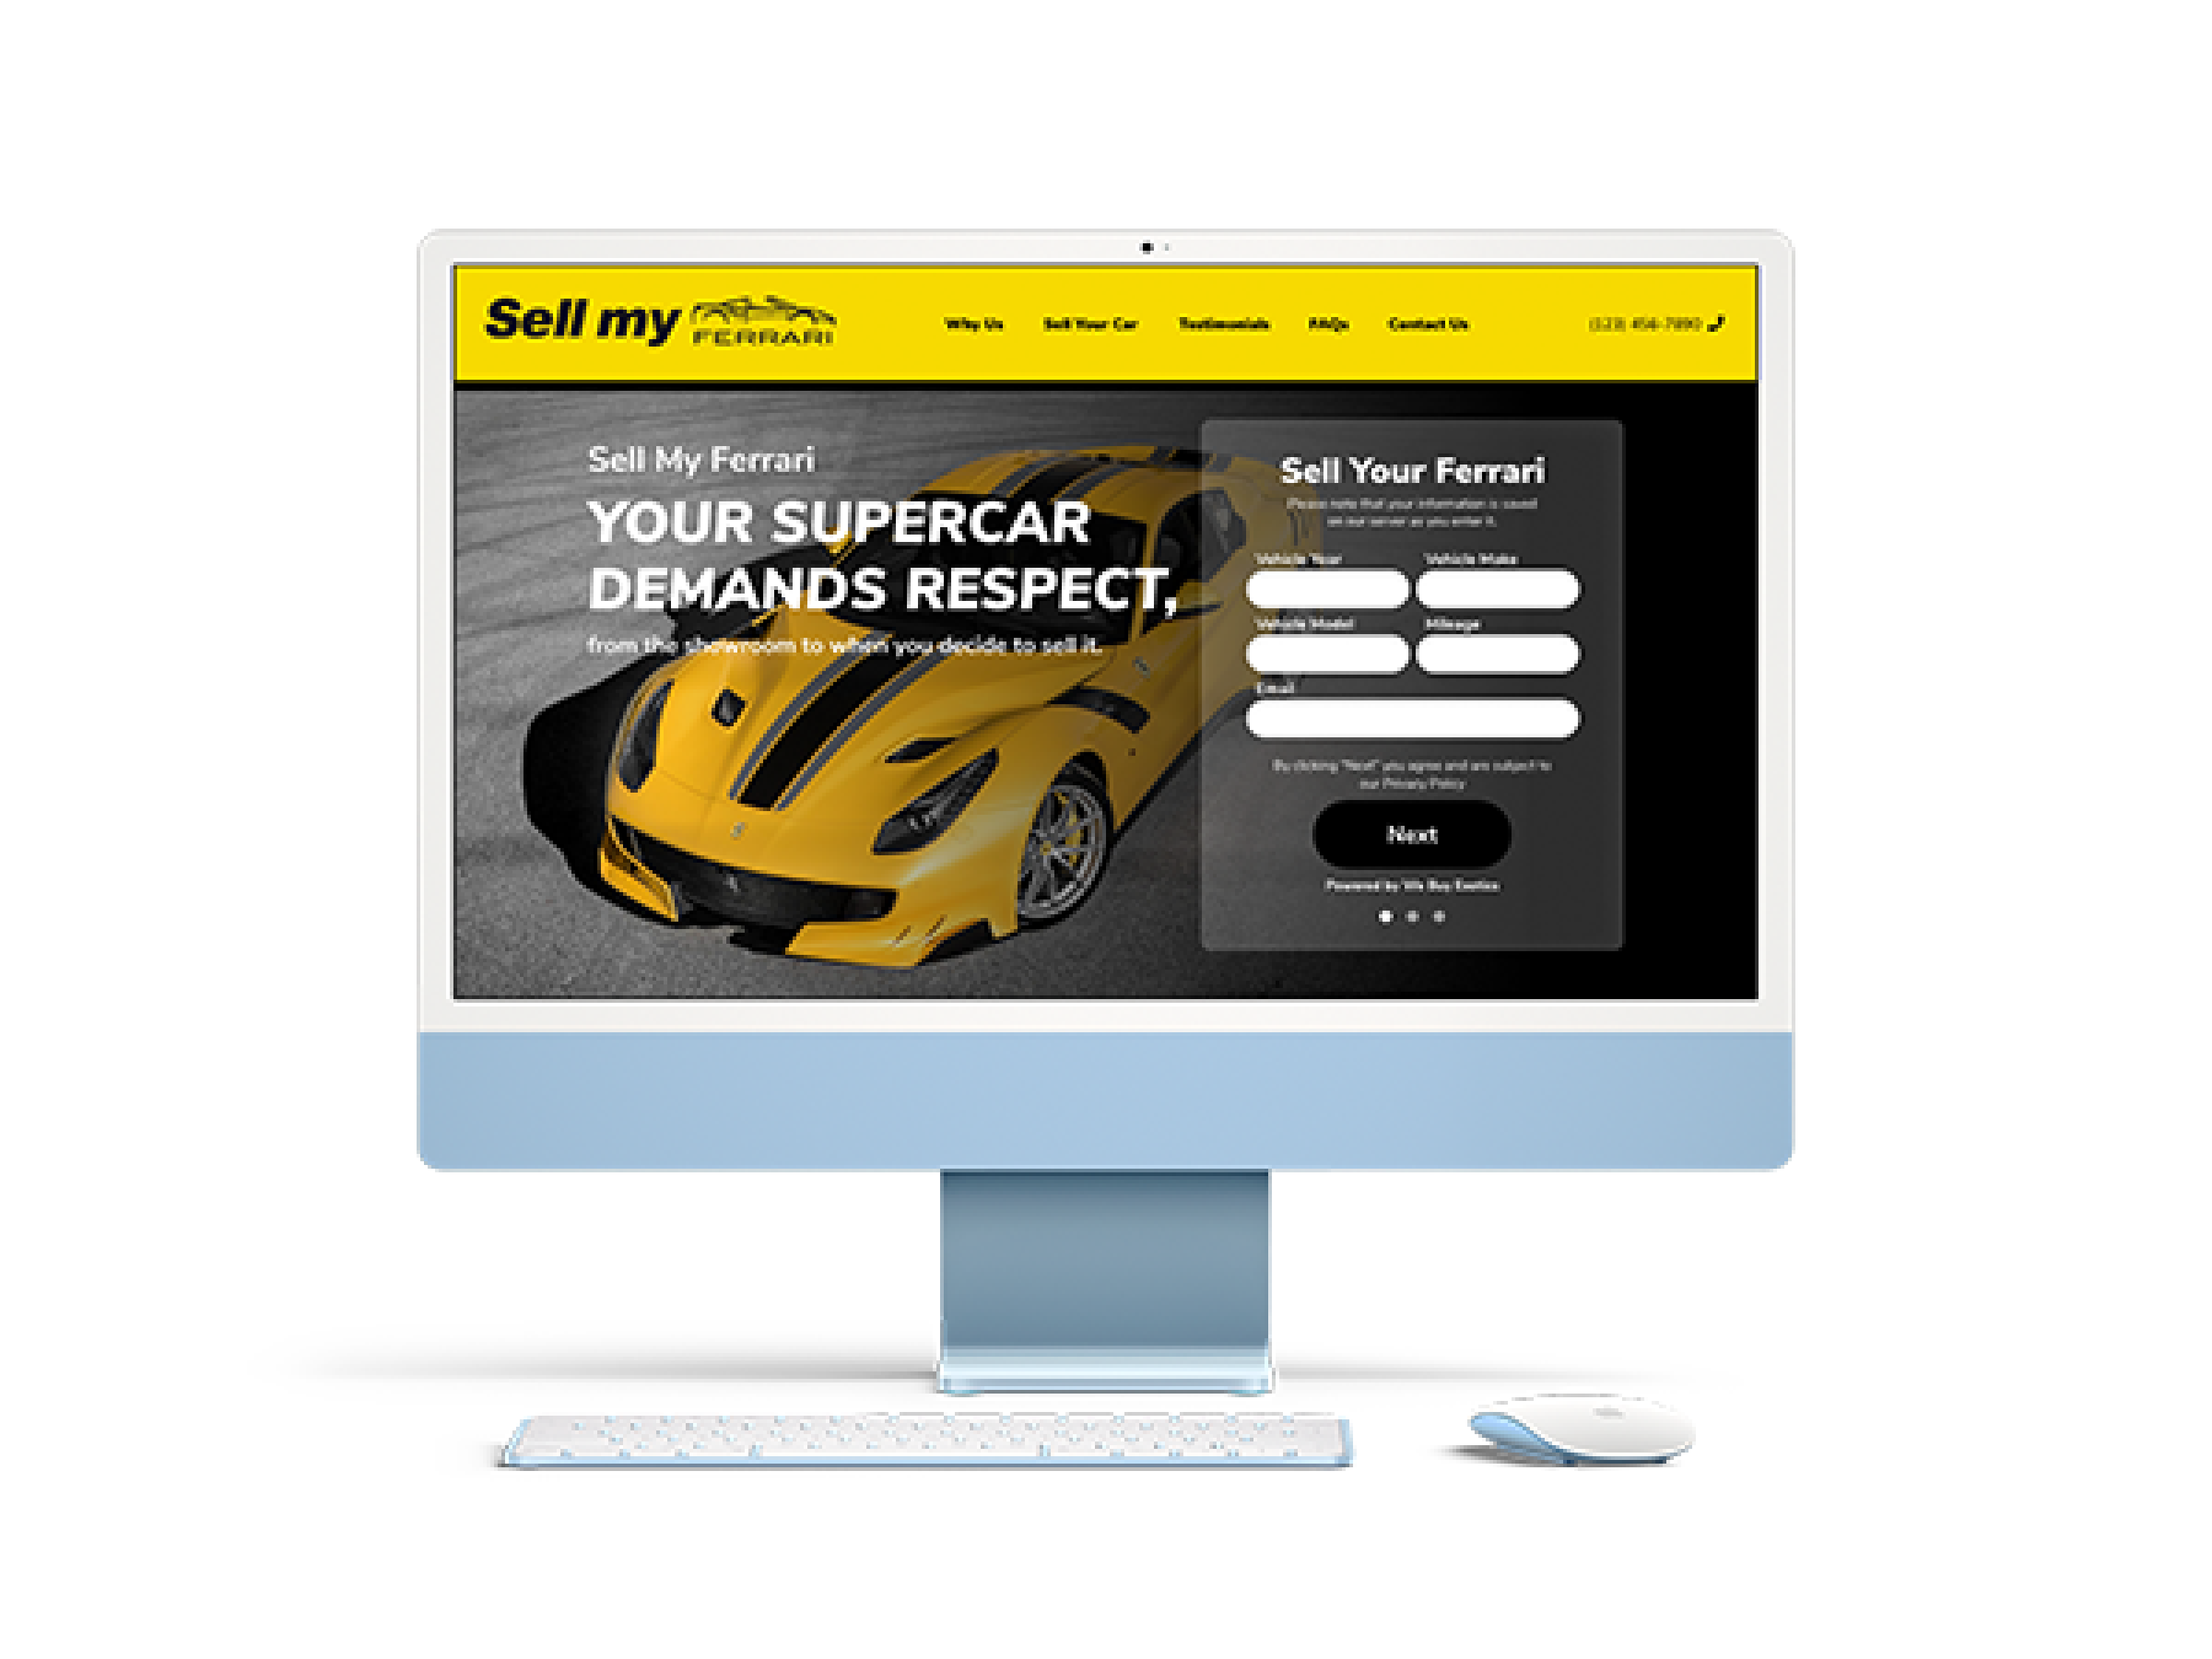 Sell my FERRARI
Why Us Sell Your Car Testimonials FAQs Contact Us (123) 456-7890
Sell My Ferrari
YOUR SUPERCAR
DEMANDS RESPECT,
from the showroom to when you decide to sell it.
Sell Your Ferrari
Please note that your information is saved
on our server as you enter it.
Vehicle Year Vehicle Make
Vehicle Model Mileage
Email
By clicking "Next" you agree and are subject to
our Privacy Policy
Next
Powered by We Buy Exotics